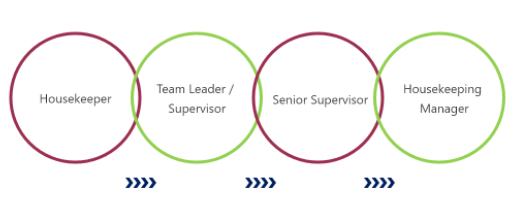 Housekeeper
Team Leader /
Supervisor
Senior Supervisor
Housekeeping
Manager